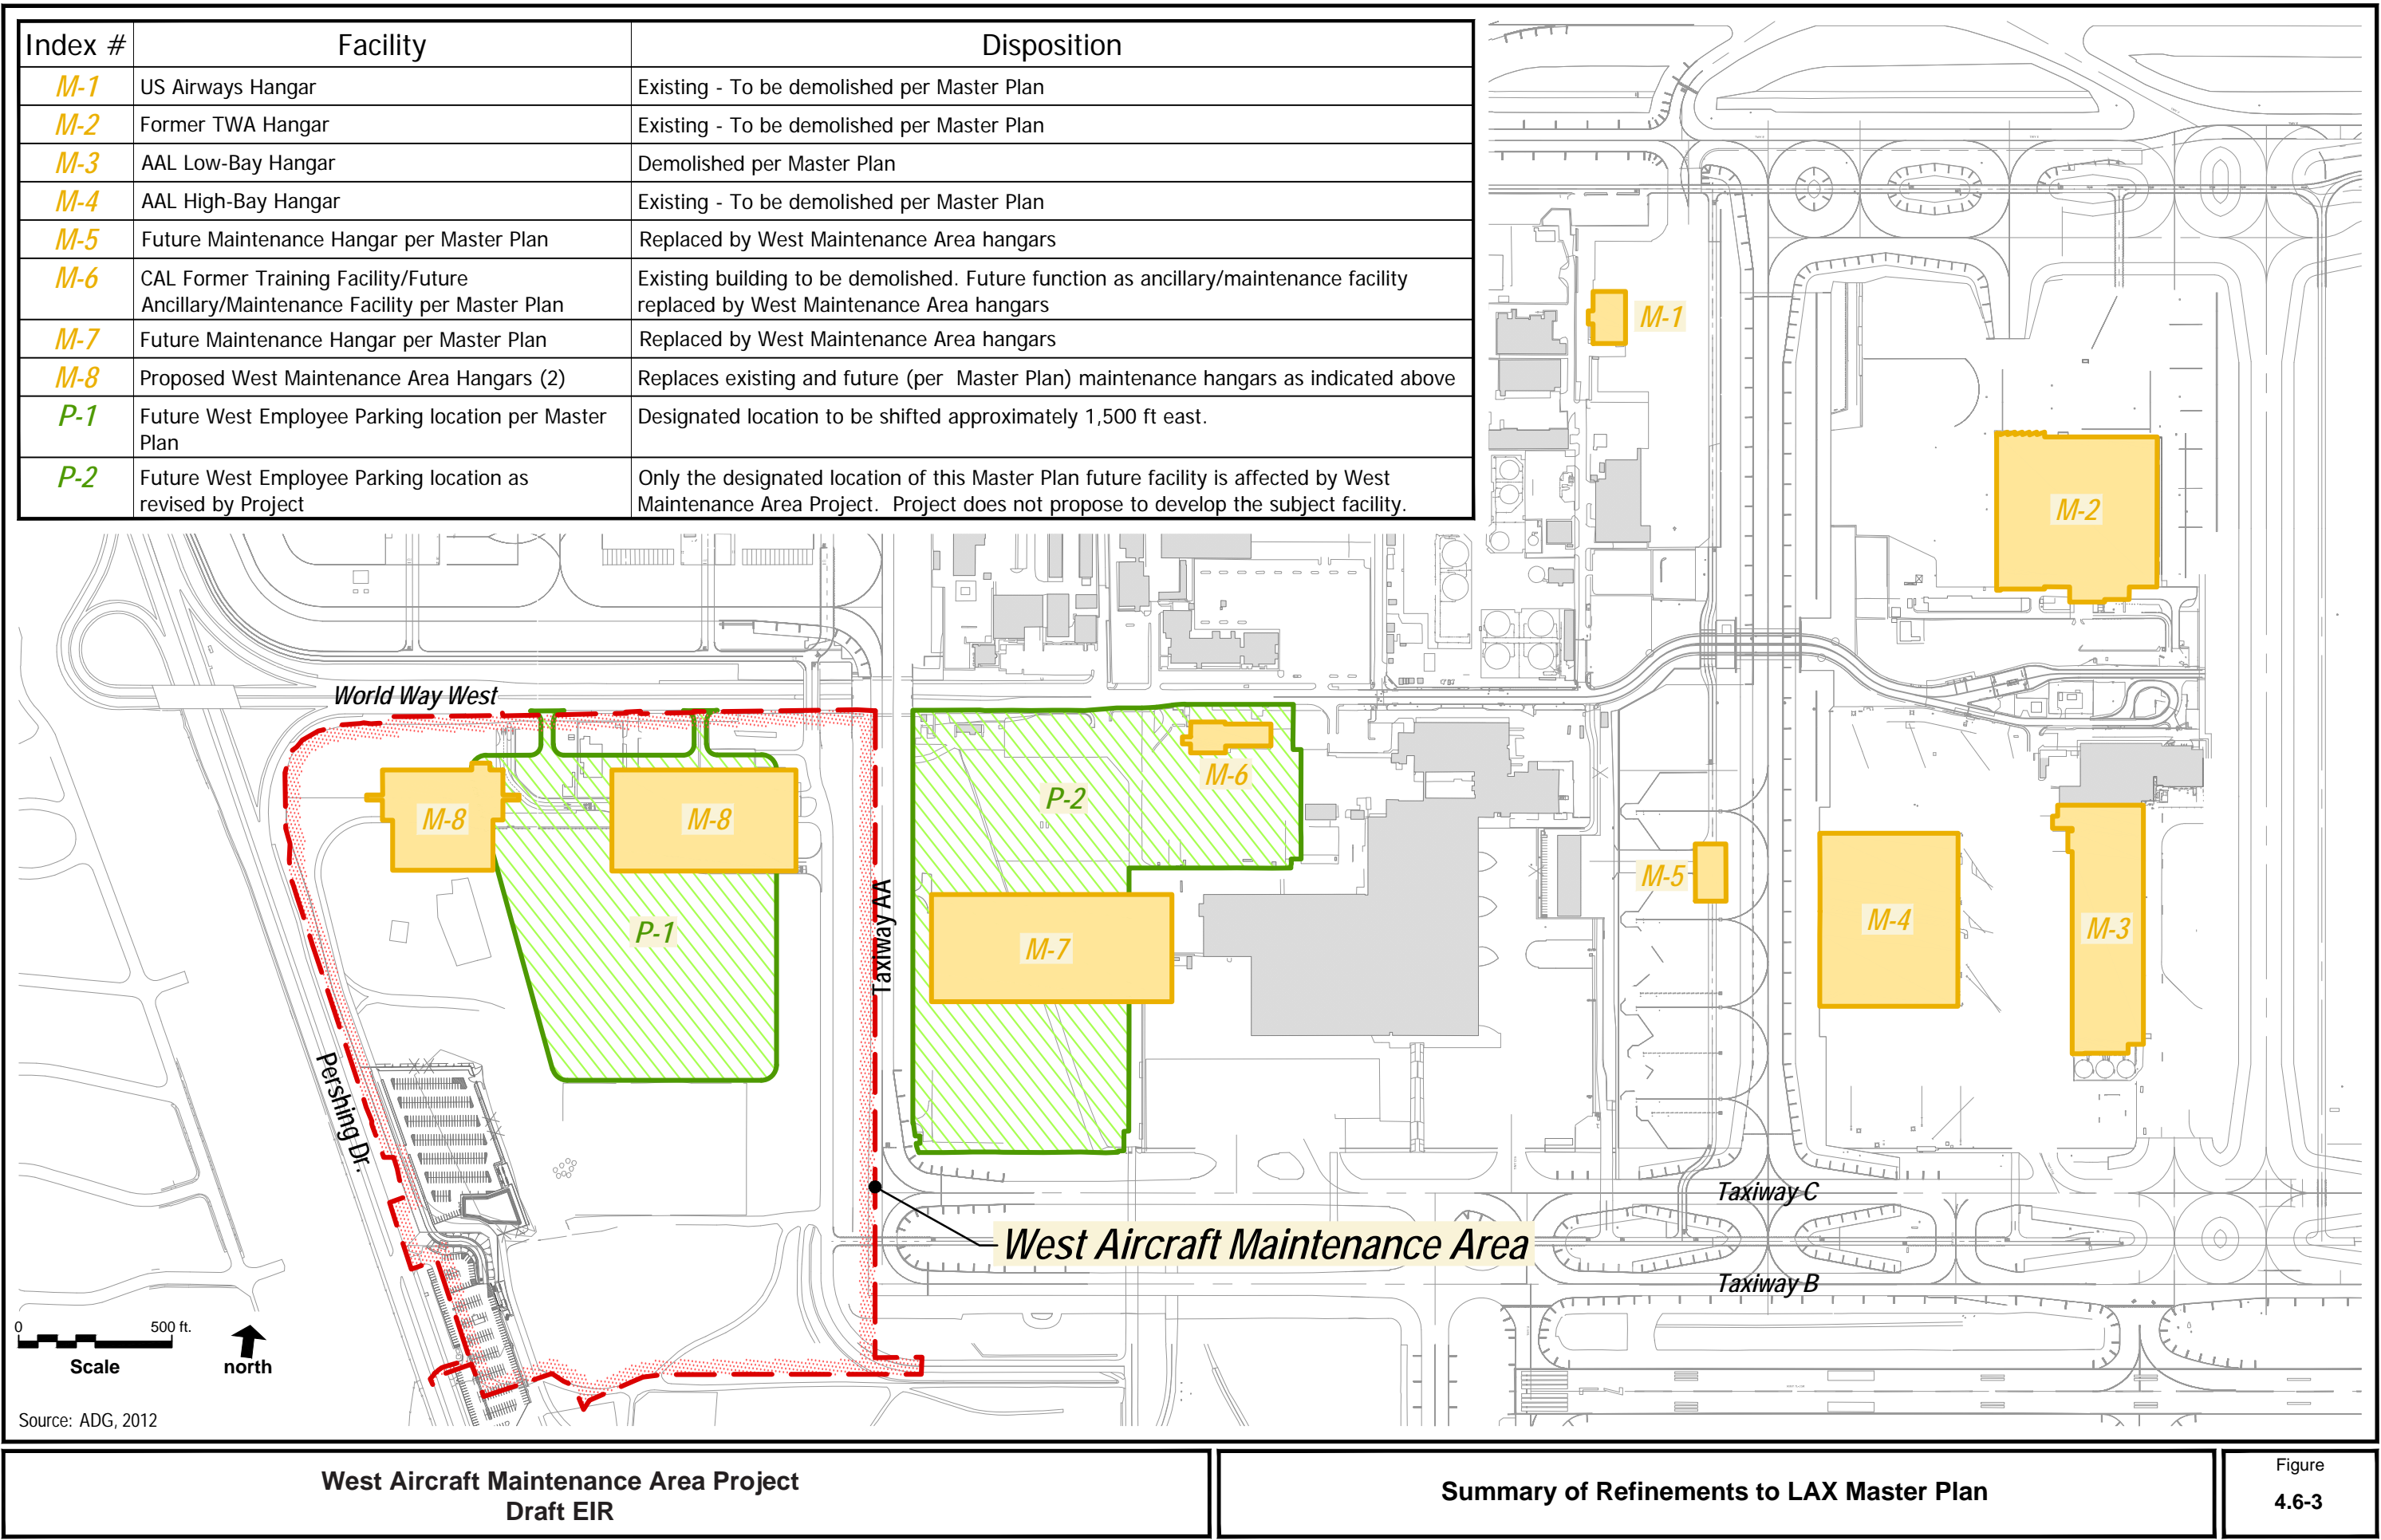 Index # Facility Disposition
M-1 US Airways Hangar Existing - To be demolished per Master Plan
M-2 Former TWA Hangar Existing - To be demolished per Master Plan
M-3 AAL Low-Bay Hangar Demolished per Master Plan
M-4 AAL High-Bay Hangar Existing - To be demolished per Master Plan
M-5 Future Maintenance Hangar per Master Plan Replaced by West Maintenance Area hangars
M-6 CAL Former Training Facility/Future Existing building to be demolished. Future function as ancillary/maintenance facility
Ancillary/Maintenance Facility per Master Plan replaced by West Maintenance Area hangars
M-7 Future Maintenance Hangar per Master Plan Replaced by West Maintenance Area hangars
M-8 Proposed West Maintenance Area Hangars (2) Replaces existing and future (per Master Plan) maintenance hangars as indicated above
P-1 Future West Employee Parking location per Master Designated location to be shifted approximately 1,500 ft east.
Plan
P-2 Future West Employee Parking location as Only the designated location of this Master Plan future facility is affected by West
revised by Project Maintenance Area Project. Project does not propose to develop the subject facility.
M-1
M-2
World Way West
M-6
P-2
M-8
M-8
M-5
M-4
M-3
P-1
M-7
Taxiway AA
Pershing Dr.
Taxiway C
West Aircraft Maintenance Area
Taxiway B
0 500 ft.
Scale north
Source: ADG, 2012
West Aircraft Maintenance Area Project
Draft EIR
Summary of Refinements to LAX Master Plan
Figure
4.6-3